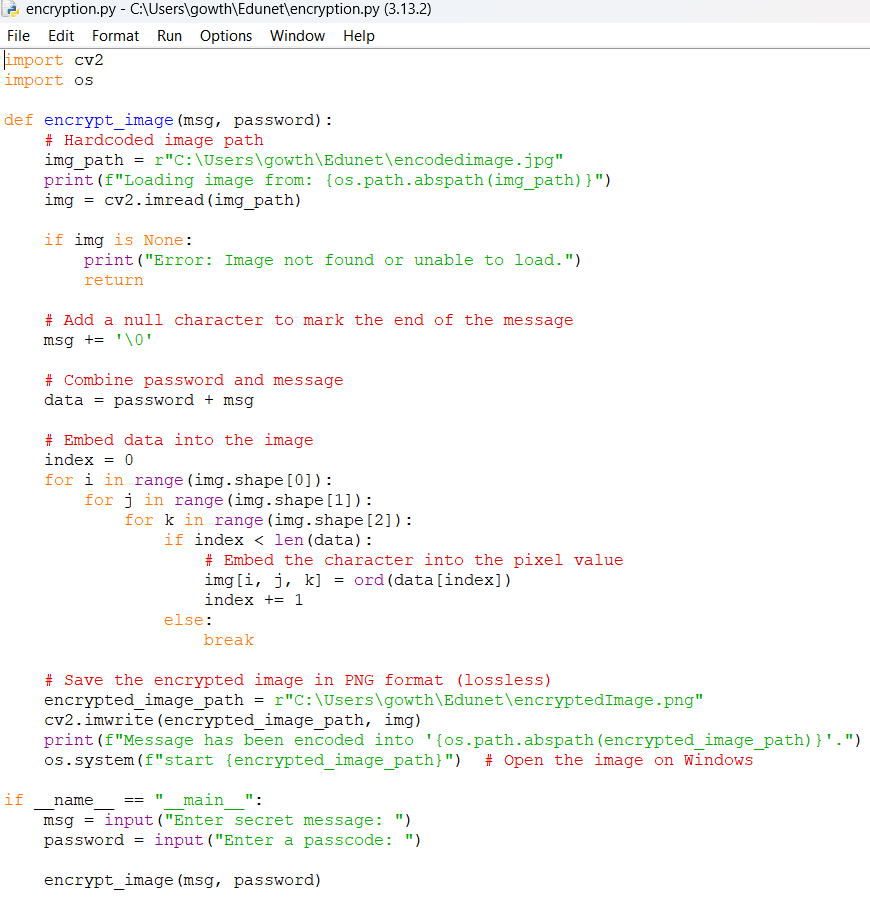 encryption.py - C:\Users\gowth\Edunet\encryption.py (3.13.2)
File Edit Format Run Options Window Help
import cv2
import os

def encrypt_image(msg, password):
    # Hardcoded image path
    img_path = r"C:\Users\gowth\Edunet\encodedimage.jpg"
    print(f"Loading image from: {os.path.abspath(img_path)}")
    img = cv2.imread(img_path)

    if img is None:
        print("Error: Image not found or unable to load.")
        return

    # Add a null character to mark the end of the message
    msg += '\0'

    # Combine password and message
    data = password + msg

    # Embed data into the image
    index = 0
    for i in range(img.shape[0]):
        for j in range(img.shape[1]):
            for k in range(img.shape[2]):
                if index < len(data):
                    # Embed the character into the pixel value
                    img[i, j, k] = ord(data[index])
                    index += 1
                else:
                    break

    # Save the encrypted image in PNG format (lossless)
    encrypted_image_path = r"C:\Users\gowth\Edunet\encryptedImage.png"
    cv2.imwrite(encrypted_image_path, img)
    print(f"Message has been encoded into '{os.path.abspath(encrypted_image_path)}'.")
    os.system(f"start {encrypted_image_path}")  # Open the image on Windows

if __name__ == "__main__":
    msg = input("Enter secret message: ")
    password = input("Enter a passcode: ")

    encrypt_image(msg, password)